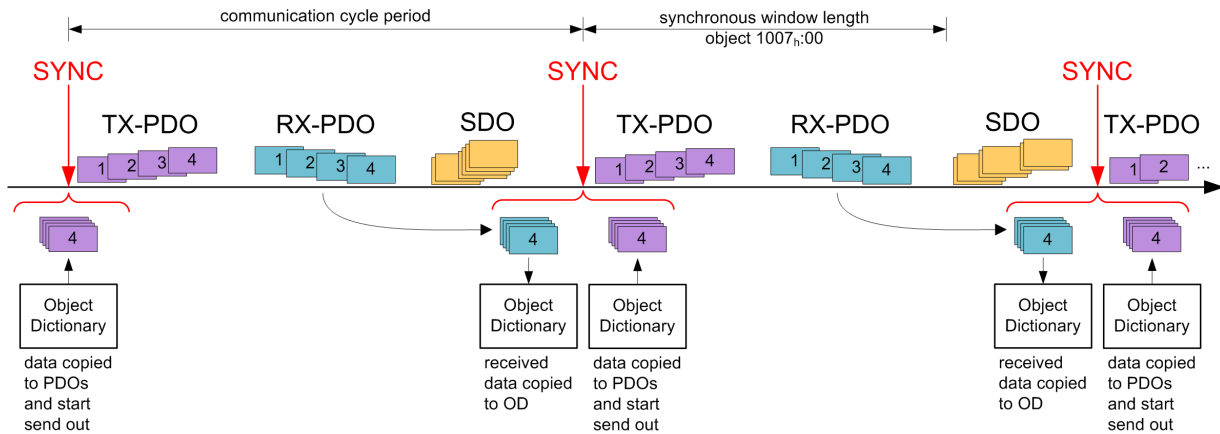 communication cycle period
synchronous window length
object 1007h:00
SYNC
SYNC
SYNC
TX-PDO
RX-PDO
SDO
TX-PDO
RX-PDO
SDO
TX-PDO
1 2 3 4
1 2 3 4
1 2 3 4
1 2 3 4
1 2 ...
4
4
4
4
4
Object
Dictionary
data copied
to PDOs
and start
send out
Object
Dictionary
received
data copied
to OD
Object
Dictionary
data copied
to PDOs
and start
send out
Object
Dictionary
received
data copied
to OD
Object
Dictionary
data copied
to PDOs
and start
send out